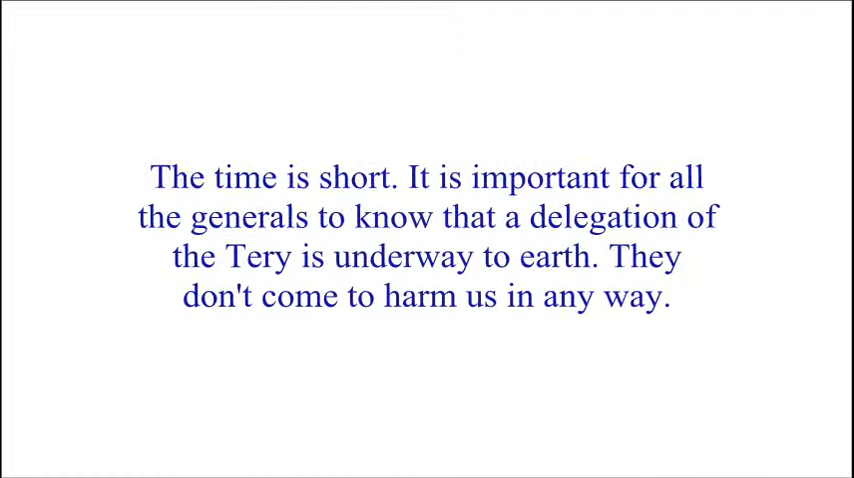 The time is short. It is important for all
the generals to know that a delegation of
the Tery is underway to earth. They
don't come to harm us in any way.